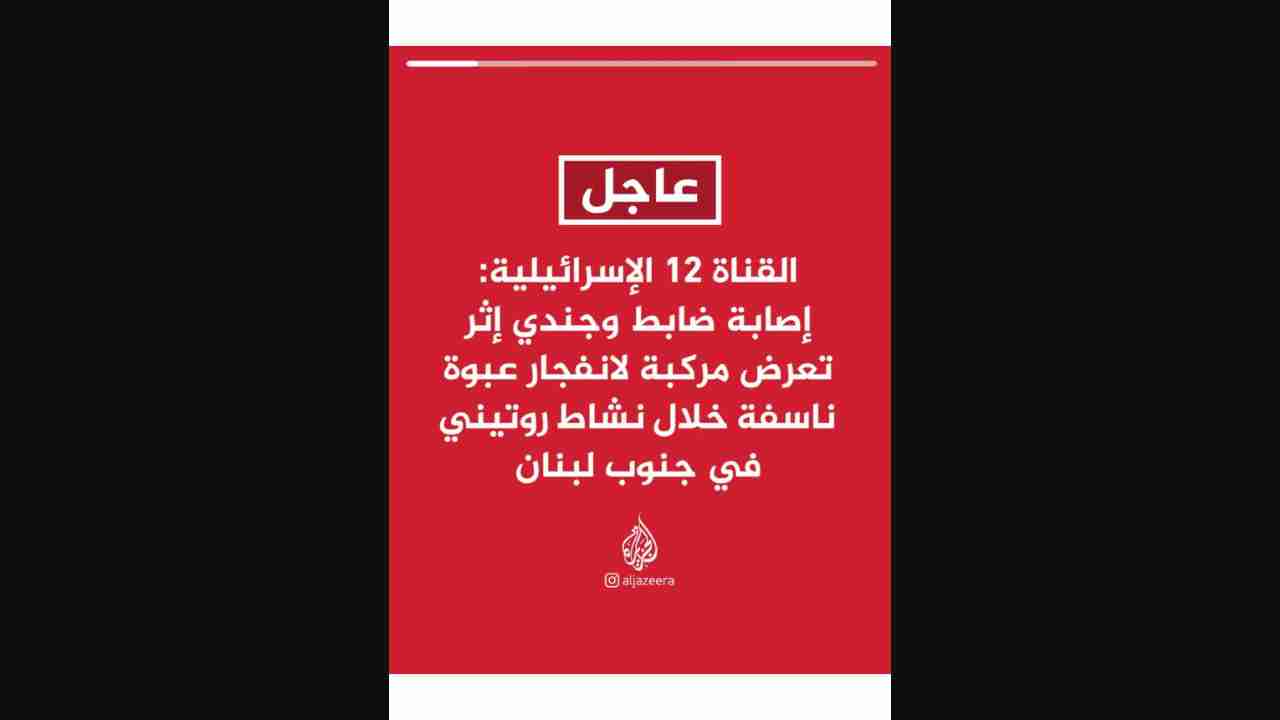 عاجل
القناة 12 الإسرائيلية:
إصابة ضابط وجندي إثر
تعرض مركبة لانفجار عبوة
ناسفة خلال نشاط روتيني
في جنوب لبنان
الجزيرة
aljazeera